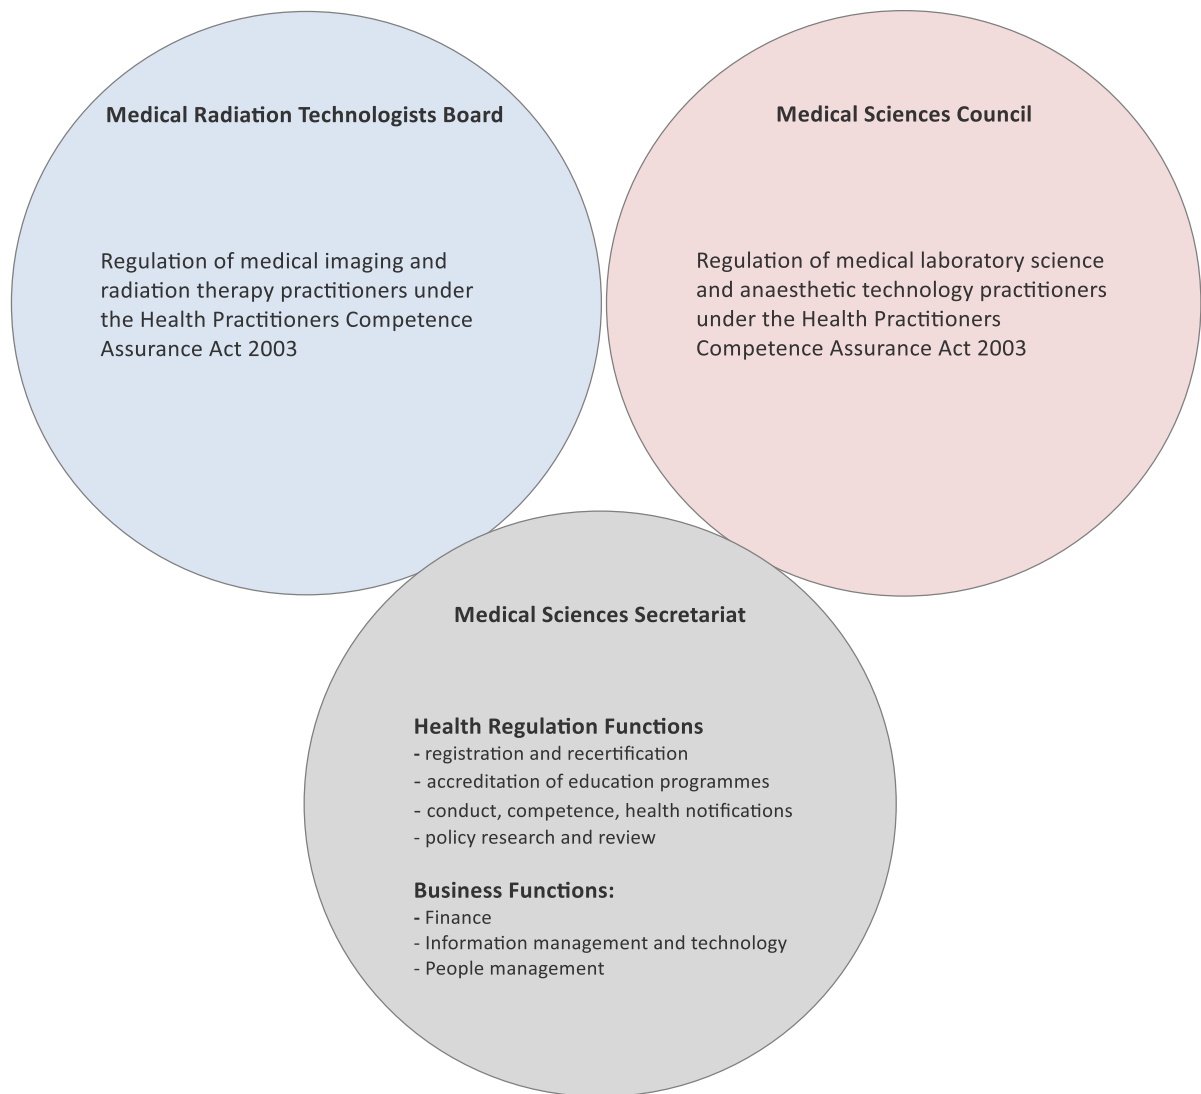 Medical Radiation Technologists Board
Regulation of medical imaging and
radiation therapy practitioners under
the Health Practitioners Competence
Assurance Act 2003
Medical Sciences Council
Regulation of medical laboratory science
and anaesthetic technology practitioners
under the Health Practitioners
Competence Assurance Act 2003
Medical Sciences Secretariat
Health Regulation Functions
- registration and recertification
- accreditation of education programmes
- conduct, competence, health notifications
- policy research and review
Business Functions:
- Finance
- Information management and technology
- People management